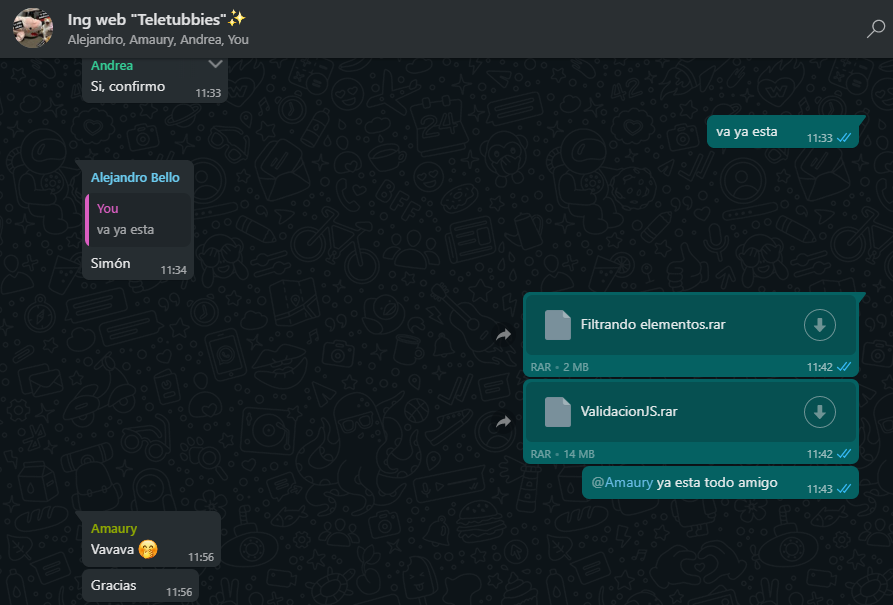 Ing web "Teletubbies"✨
Alejandro, Amaury, Andrea, You
Andrea
Si, confirmo
11:33
va ya esta
11:33
Alejandro Bello
You
va ya esta
Simón
11:34
Filtrando elementos.rar
RAR • 2 MB
11:42
ValidacionJS.rar
RAR • 14 MB
11:42
@Amaury ya esta todo amigo
11:43
Amaury
Vavava 🤭
11:56
Gracias
11:56